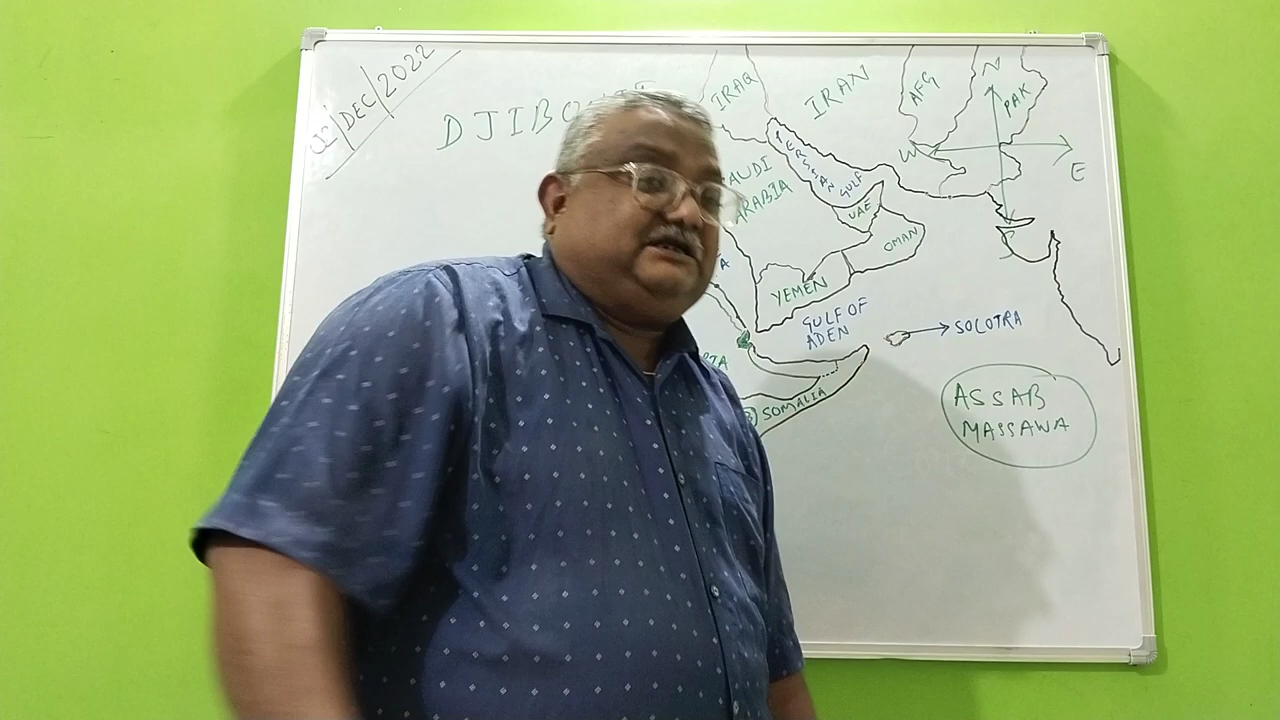 DEC/2022
DJIBO
IRAQ
IRAN
AFG
N
PAK
W
E
S
PERSIAN GULF
AUDI
ARABIA
UAE
OMAN
YEMEN
A
GULF OF
ADEN
SOCOTRA
SOMALIA
ASSAB
MASSAWA